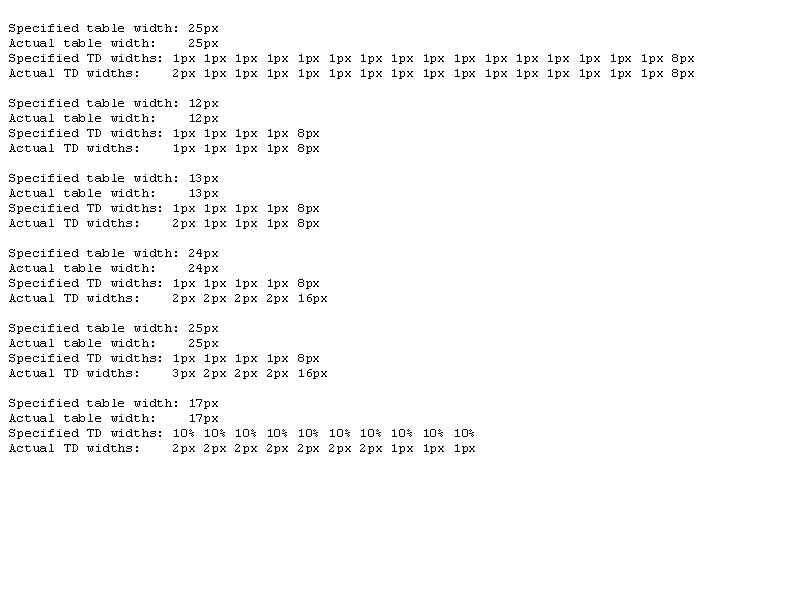 Specified table width: 25px
Actual table width:    25px
Specified TD widths: 1px 1px 1px 1px 1px 1px 1px 1px 1px 1px 1px 1px 1px 1px 1px 1px 8px
Actual TD widths:    2px 1px 1px 1px 1px 1px 1px 1px 1px 1px 1px 1px 1px 1px 1px 1px 8px
Specified table width: 12px
Actual table width:    12px
Specified TD widths: 1px 1px 1px 1px 8px
Actual TD widths:    1px 1px 1px 1px 8px
Specified table width: 13px
Actual table width:    13px
Specified TD widths: 1px 1px 1px 1px 8px
Actual TD widths:    2px 1px 1px 1px 8px
Specified table width: 24px
Actual table width:    24px
Specified TD widths: 1px 1px 1px 1px 8px
Actual TD widths:    2px 2px 2px 2px 16px
Specified table width: 25px
Actual table width:    25px
Specified TD widths: 1px 1px 1px 1px 8px
Actual TD widths:    3px 2px 2px 2px 16px
Specified table width: 17px
Actual table width:    17px
Specified TD widths: 10% 10% 10% 10% 10% 10% 10% 10% 10% 10%
Actual TD widths:    2px 2px 2px 2px 2px 2px 2px 1px 1px 1px